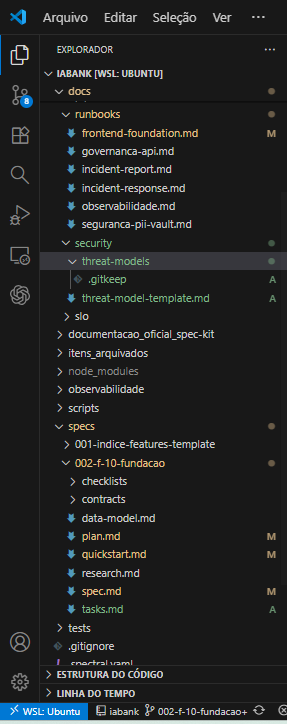 Arquivo Editar Seleção Ver ···
EXPLORADOR ···
IABANK [WSL: UBUNTU]
docs
runbooks
frontend-foundation.md M
governanca-api.md
incident-report.md
incident-response.md
observabilidade.md
seguranca-pii-vault.md
security
threat-models
.gitkeep A
threat-model-template.md A
slo
documentacao_oficial_spec-kit
itens_arquivados
node_modules
observabilidade
scripts
specs
001-indice-features-template
002-f-10-fundacao
checklists
contracts
data-model.md
plan.md M
quickstart.md M
research.md
spec.md M
tasks.md A
tests
.gitignore
.spectral.yaml
ESTRUTURA DO CÓDIGO
LINHA DO TEMPO
8
WSL: Ubuntu iabank 002-f-10-fundacao+